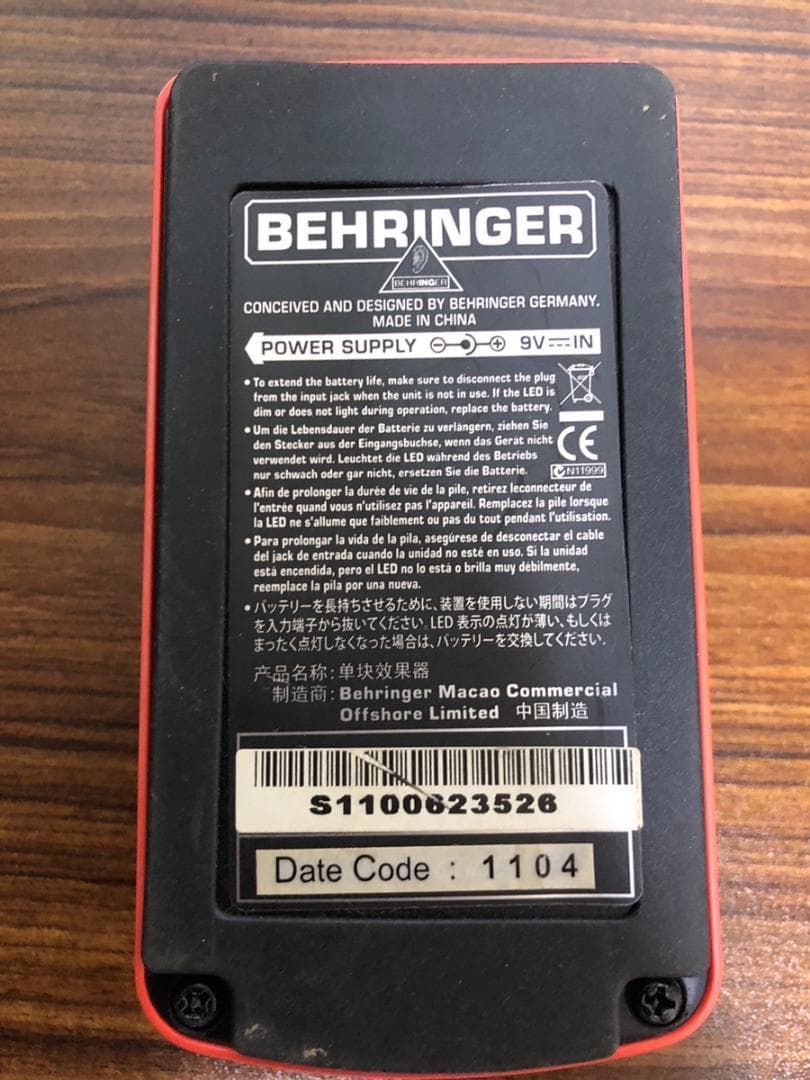 BEHRINGER
BEHRINGER
CONCEIVED AND DESIGNED BY BEHRINGER GERMANY.
MADE IN CHINA
POWER SUPPLY 9V IN
• To extend the battery life, make sure to disconnect the plug
from the input jack when the unit is not in use. If the LED is
dim or does not light during operation, replace the battery.
• Um die Lebensdauer der Batterie zu verlängern, ziehen Sie
den Stecker aus der Eingangsbuchse, wenn das Gerät nicht
verwendet wird. Leuchtet die LED während des Betriebs
nur schwach oder gar nicht, ersetzen Sie die Batterie.
CE
N11999
• Afin de prolonger la durée de vie de la pile, retirez leconnecteur de
l'entrée quand vous n'utilisez pas l'appareil. Remplacez la pile lorsque
la LED ne s'allume que faiblement ou pas du tout pendant l'utilisation.
• Para prolongar la vida de la pila, asegúrese de desconectar el cable
del jack de entrada cuando la unidad no esté en uso. Si la unidad
está encendida, pero el LED no lo está o brilla muy débilmente,
reemplace la pila por una nueva.
• バッテリーを長持ちさせるために、装置を使用しない期間はプラグ
を入力端子から抜いてください。LED 表示の点灯が薄い、もしくは
まったく点灯しなくなった場合は、バッテリーを交換してください.
产品名称: 单块效果器
制造商: Behringer Macao Commercial
Offshore Limited 中国制造
S1100623526
Date Code : 1104